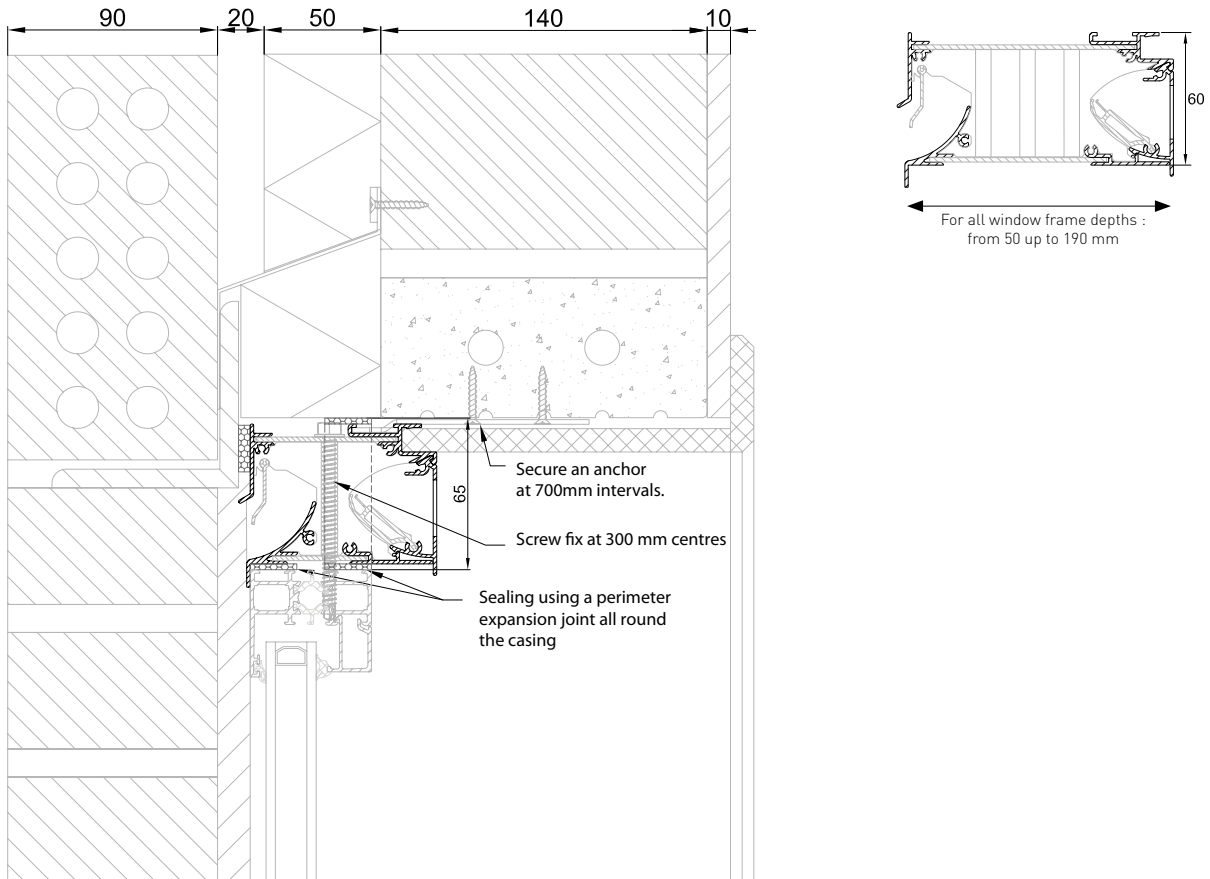 90
20
50
140
10
60
For all window frame depths :
from 50 up to 190 mm
65
Secure an anchor
at 700mm intervals.
Screw fix at 300 mm centres
Sealing using a perimeter
expansion joint all round
the casing